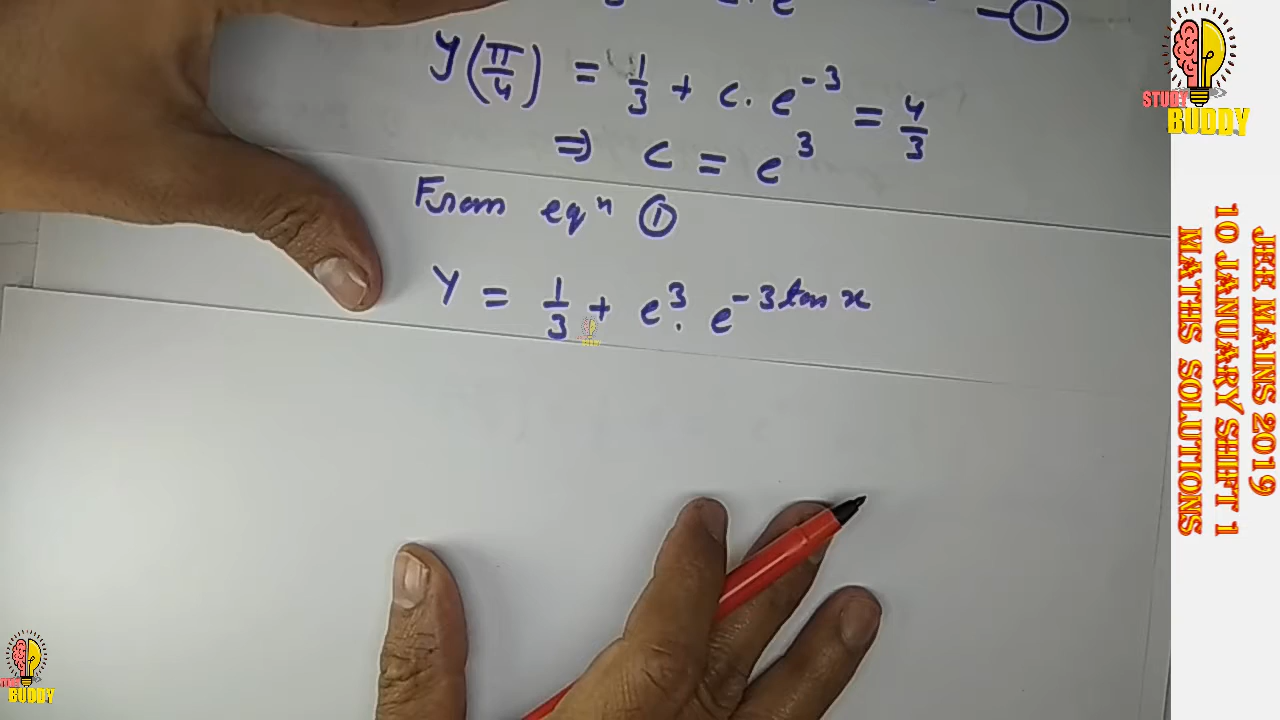 ①
y(π/4) = 1/3 + c. e^-3 = 4/3
⇒ c = e^3
From eqn ①
y = 1/3 + e^3. e^-3tan x
STUDY
BUDDY
JEE MAINS 2019
10 JANUARY SHIFT 1
MATHS SOLUTIONS
BUDDY